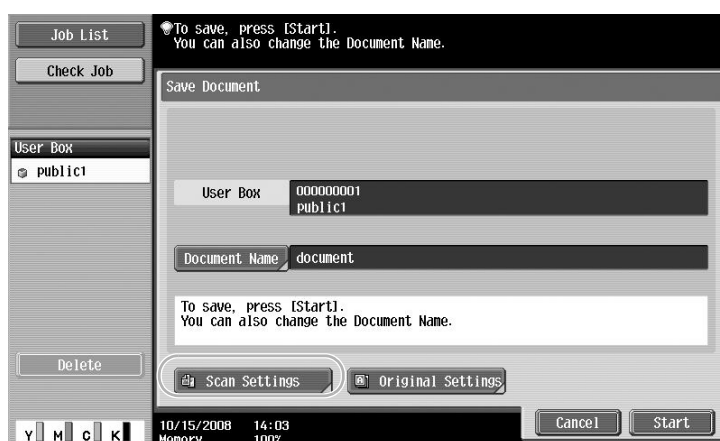 Job List
Check Job
To save, press [Start].
You can also change the Document Name.
Save Document
User Box
public1
User Box
000000001
public1
Document Name
document
To save, press [Start].
You can also change the Document Name.
Delete
Scan Settings
Original Settings
Y M C K
10/15/2008 14:03
Memory 100%
Cancel
Start